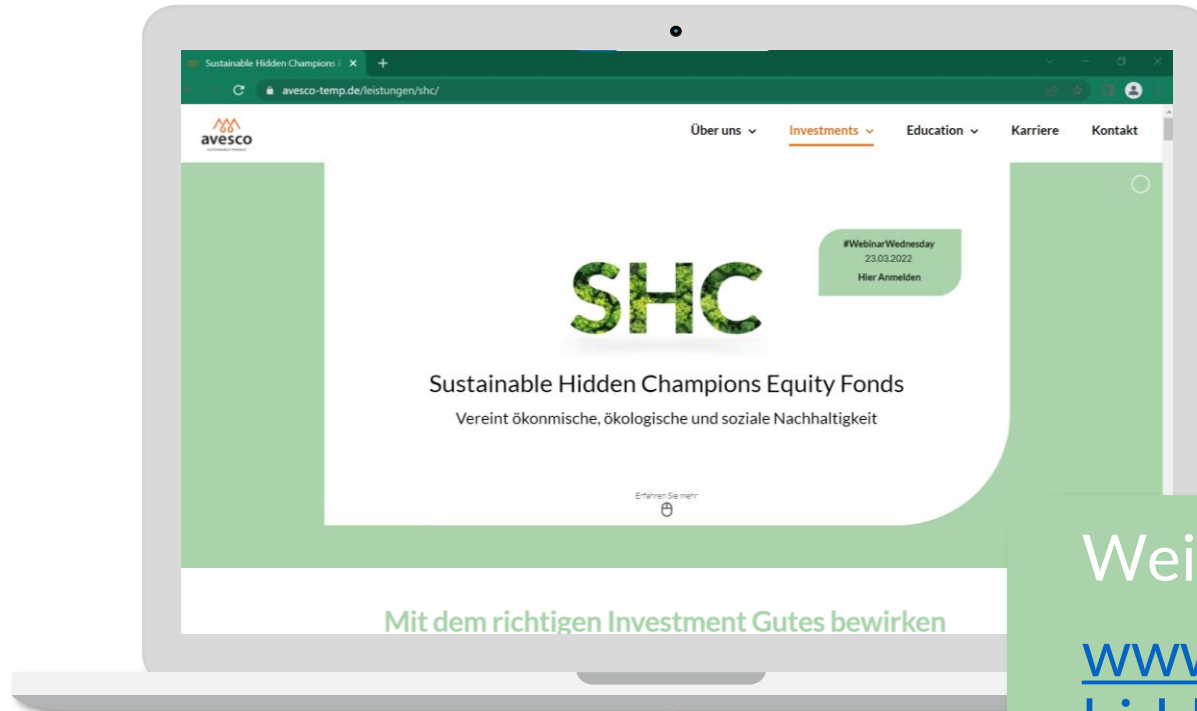 Sustainable Hidden Champions E
avesco-temp.de/leistungen/shc/
avesco
Über uns
Investments
Education
Karriere
Kontakt
#WebinarWednesday
23.03.2022
Hier Anmelden
SHC
Sustainable Hidden Champions Equity Fonds
Vereint ökonmische, ökologische und soziale Nachhaltigkeit
Erfahren Sie mehr
Mit dem richtigen Investment Gutes bewirken
Wei
www